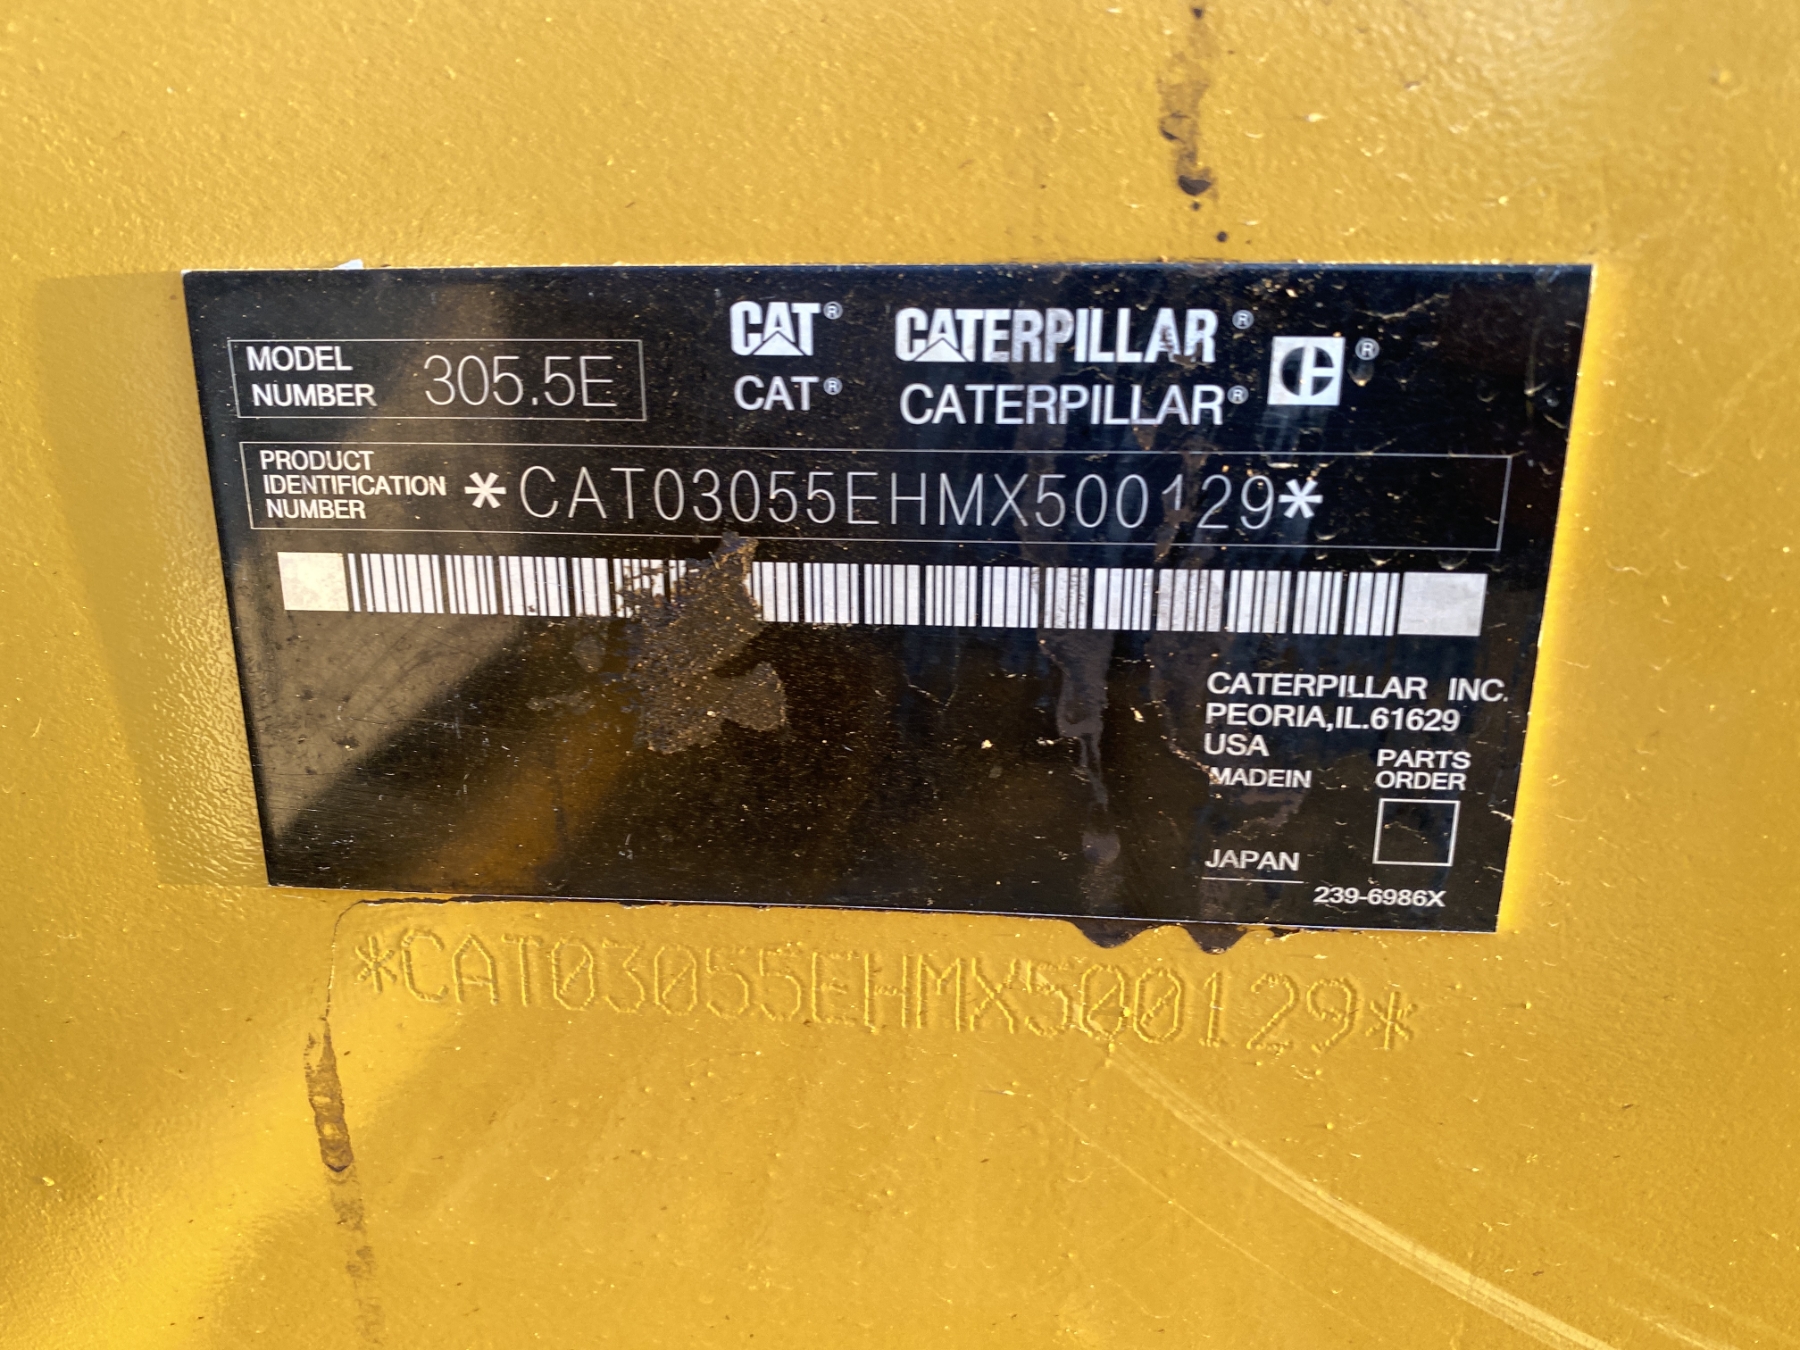 CAT® CATERPILLAR®
CAT® CATERPILLAR® ®
MODEL NUMBER 305.5E
PRODUCT IDENTIFICATION NUMBER *CAT03055EHMX500129*
CATERPILLAR INC.
PEORIA,IL.61629
USA
MADEIN
JAPAN
PARTS
ORDER
239-6986X
*CAT03055EHMX500129*